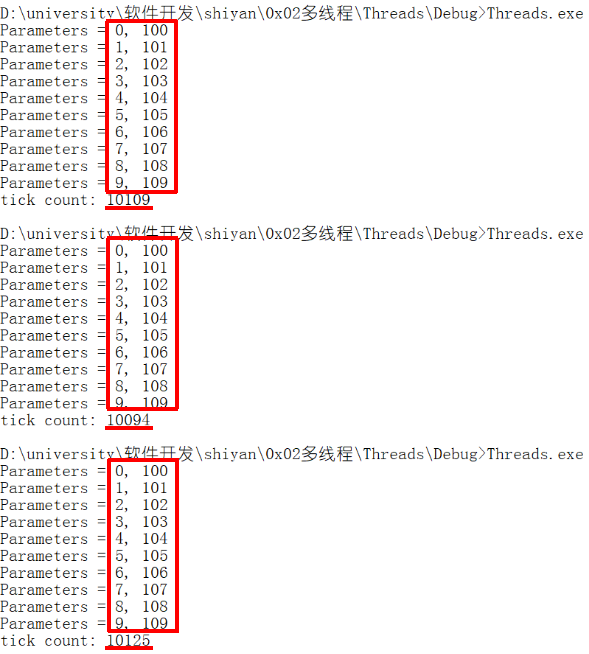 D:\university\软件开发\shiyan\0x02多线程\Threads\Debug>Threads.exe
Parameters = 0, 100
Parameters = 1, 101
Parameters = 2, 102
Parameters = 3, 103
Parameters = 4, 104
Parameters = 5, 105
Parameters = 6, 106
Parameters = 7, 107
Parameters = 8, 108
Parameters = 9, 109
tick count: 10109
D:\university\软件开发\shiyan\0x02多线程\Threads\Debug>Threads.exe
Parameters = 0, 100
Parameters = 1, 101
Parameters = 2, 102
Parameters = 3, 103
Parameters = 4, 104
Parameters = 5, 105
Parameters = 6, 106
Parameters = 7, 107
Parameters = 8, 108
Parameters = 9, 109
tick count: 10094
D:\university\软件开发\shiyan\0x02多线程\Threads\Debug>Threads.exe
Parameters = 0, 100
Parameters = 1, 101
Parameters = 2, 102
Parameters = 3, 103
Parameters = 4, 104
Parameters = 5, 105
Parameters = 6, 106
Parameters = 7, 107
Parameters = 8, 108
Parameters = 9, 109
tick count: 10125